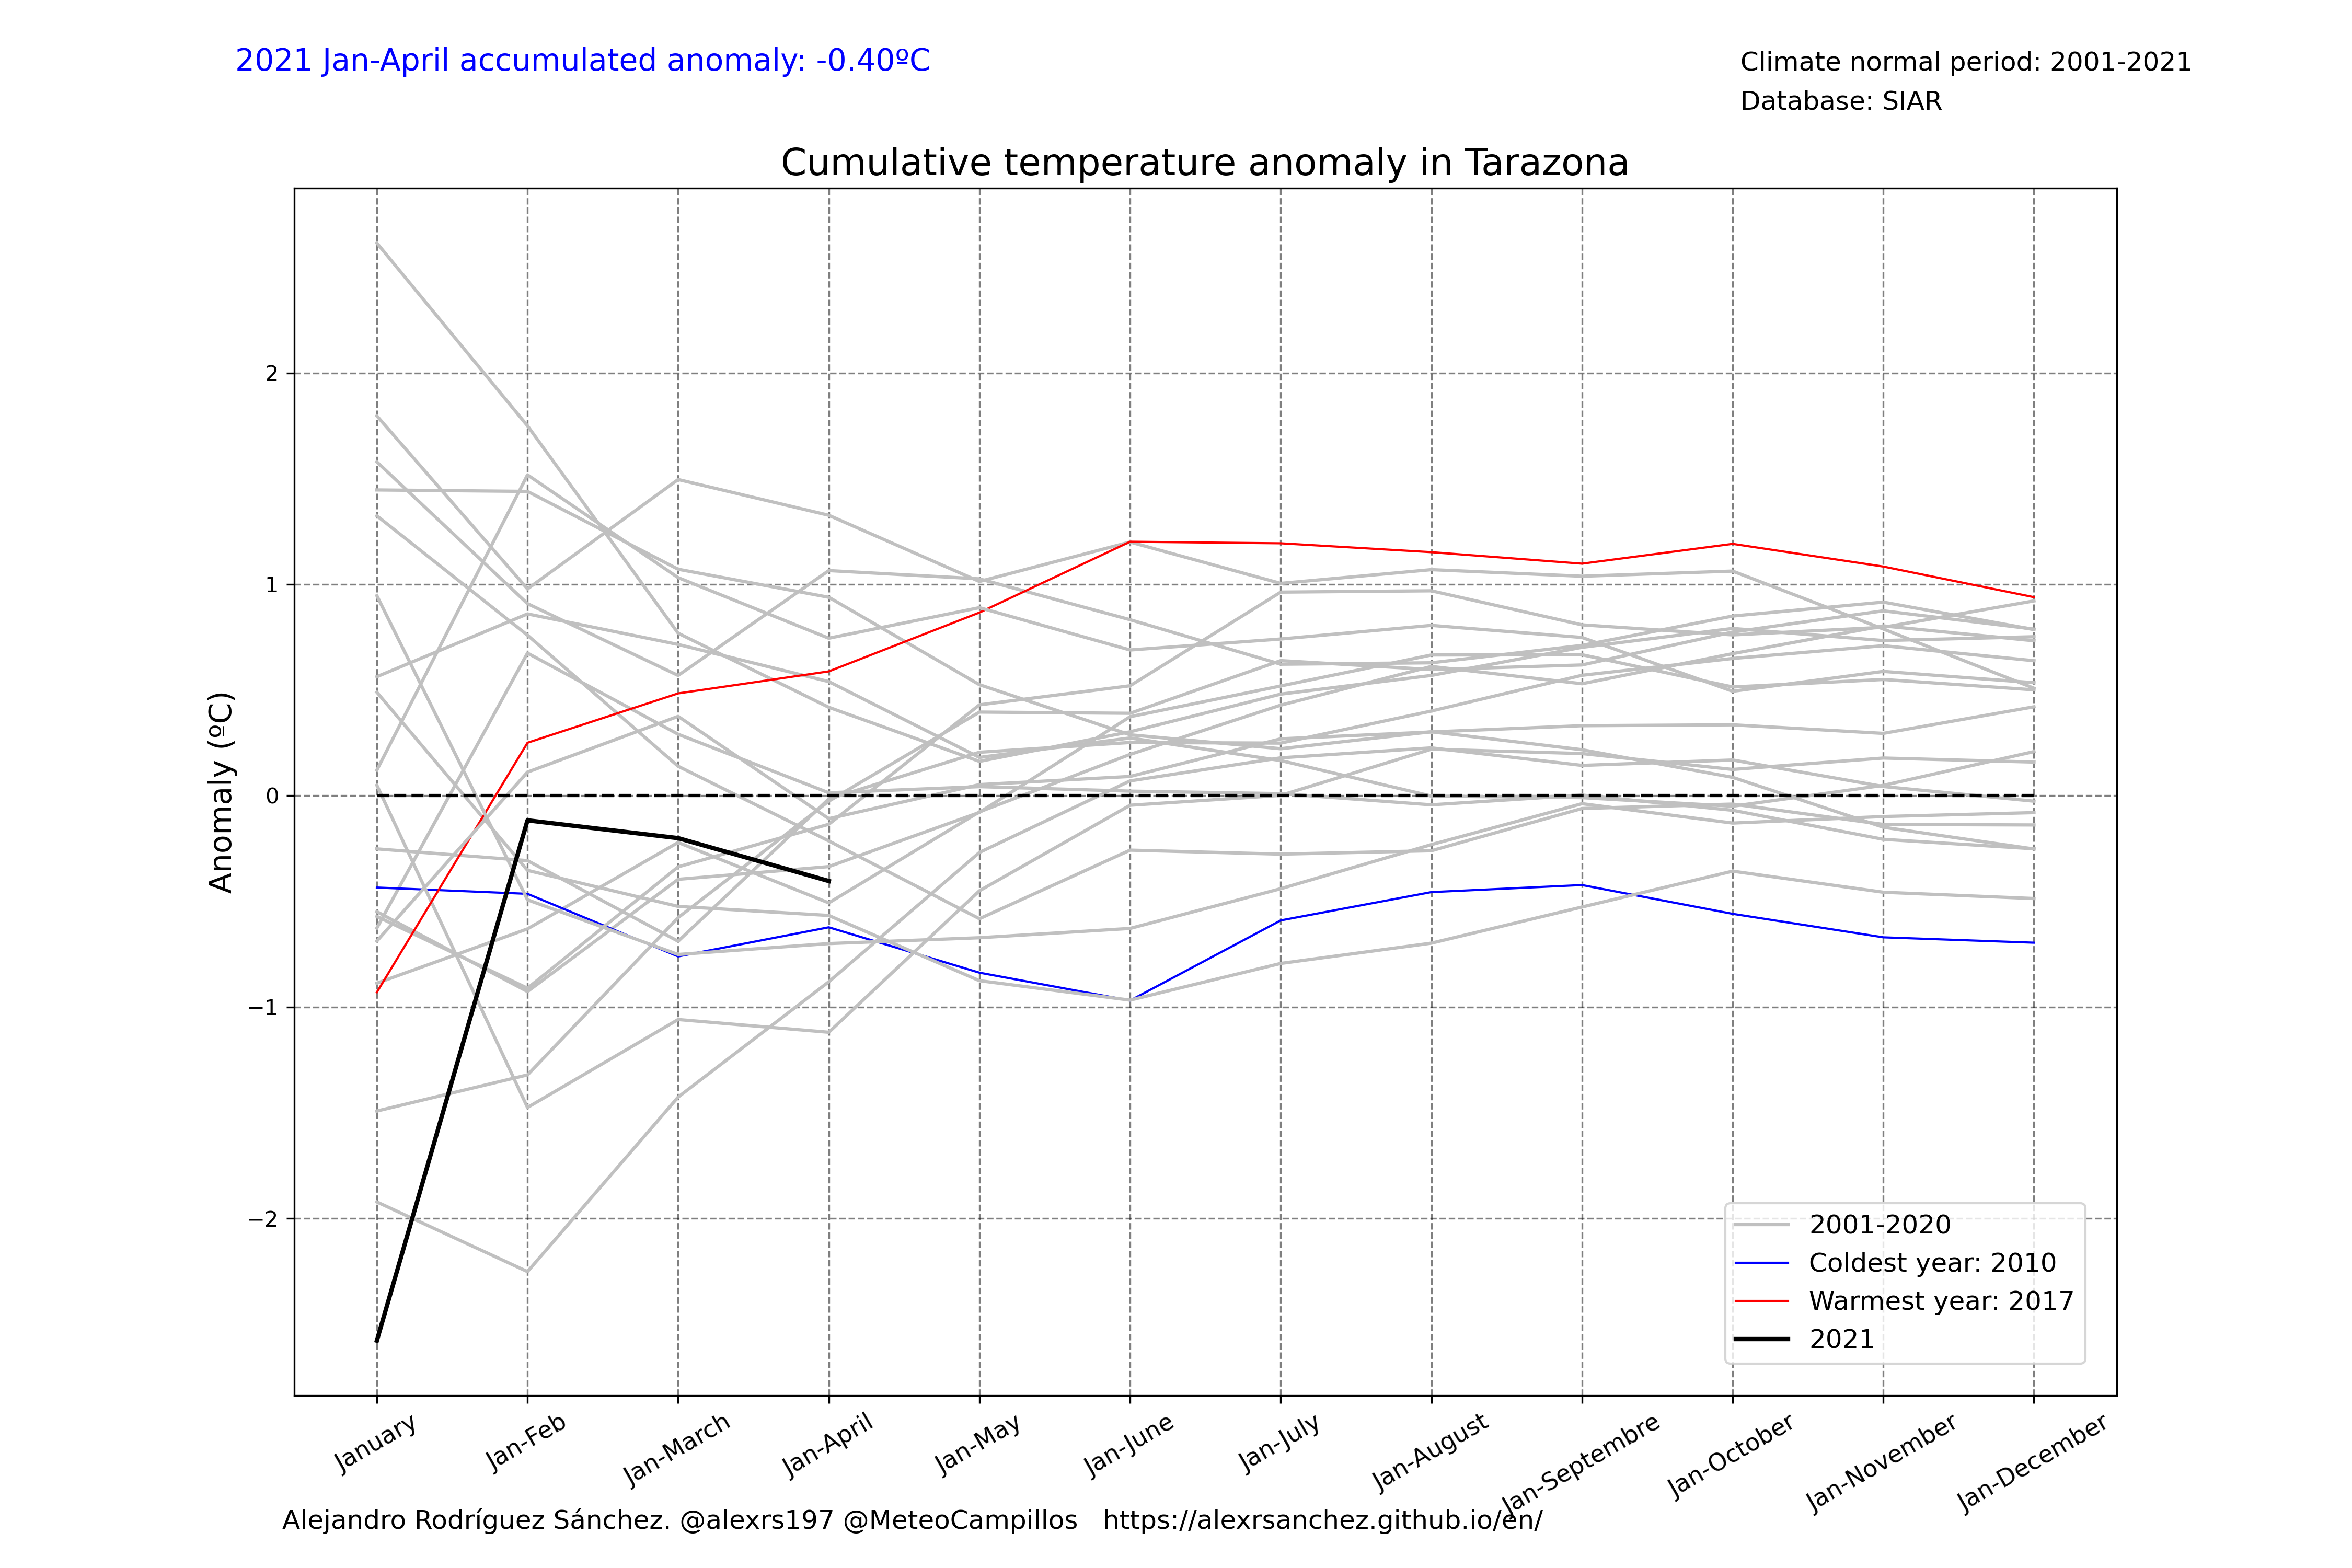 2021 Jan-April accumulated anomaly: -0.40ºC
Climate normal period: 2001-2021
Database: SIAR
Cumulative temperature anomaly in Tarazona
Anomaly (ºC)
2
1
0
−1
−2
2001-2020
Coldest year: 2010
Warmest year: 2017
2021
January
Jan-Feb
Jan-March
Jan-April
Jan-May
Jan-June
Jan-July
Jan-August
Jan-Septembre
Jan-October
Jan-November
Jan-December
Alejandro Rodríguez Sánchez. @alexrs197 @MeteoCampillos   https://alexrsanchez.github.io/en/